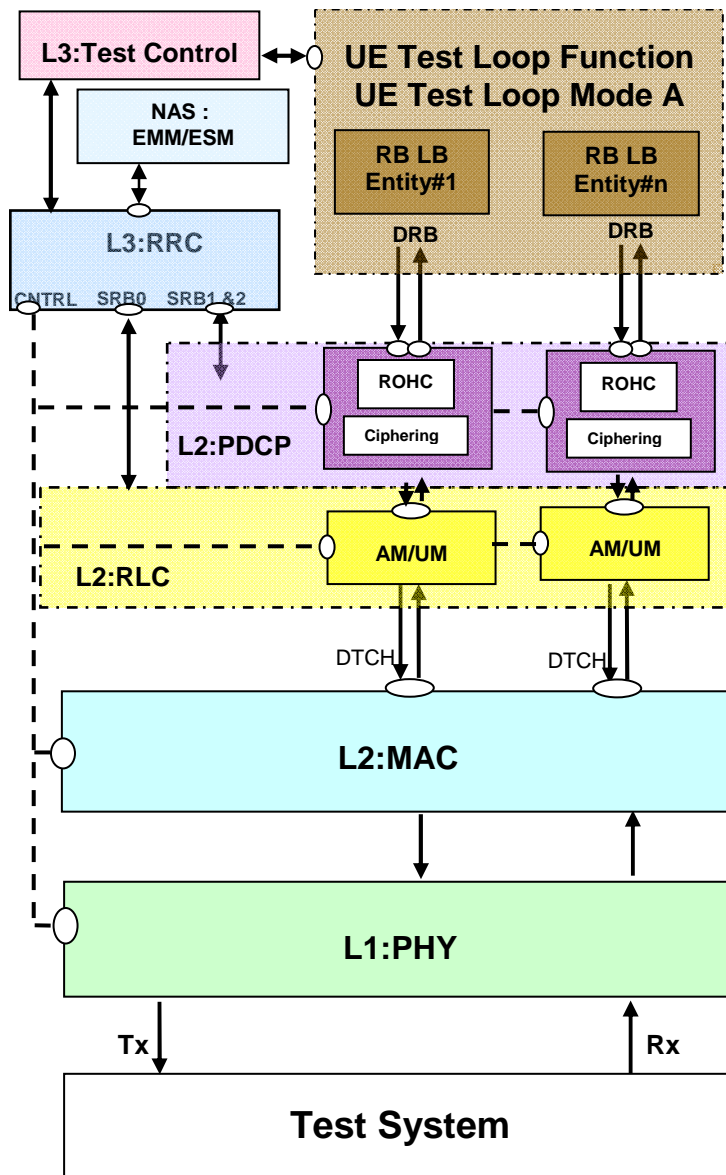 L3:Test Control
UE Test Loop Function
UE Test Loop Mode A
NAS :
EMM/ESM
RB LB
Entity#1
RB LB
Entity#n
DRB
DRB
L3:RRC
CNTRL
SRB0
SRB1 &2
ROHC
Ciphering
ROHC
Ciphering
L2:PDCP
AM/UM
AM/UM
L2:RLC
DTCH
DTCH
L2:MAC
L1:PHY
Tx
Rx
Test System